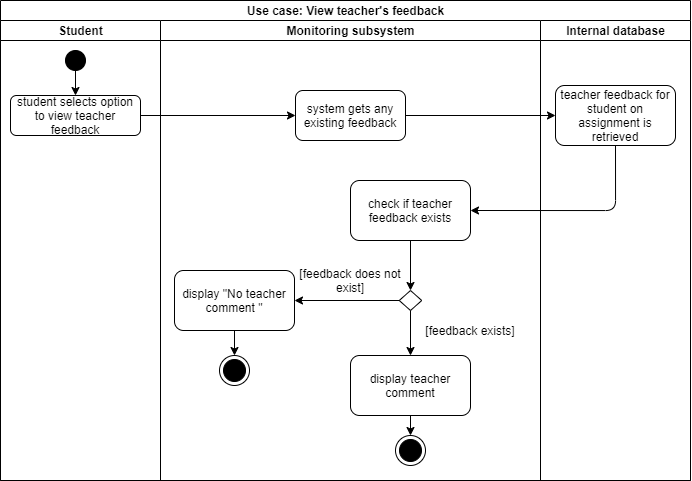 Use case: View teacher's feedback
Student
Monitoring subsystem
Internal database
student selects option
to view teacher
feedback
system gets any
existing feedback
teacher feedback for
student on
assignment is
retrieved
check if teacher
feedback exists
[feedback does not
exist]
display "No teacher
comment "
[feedback exists]
display teacher
comment